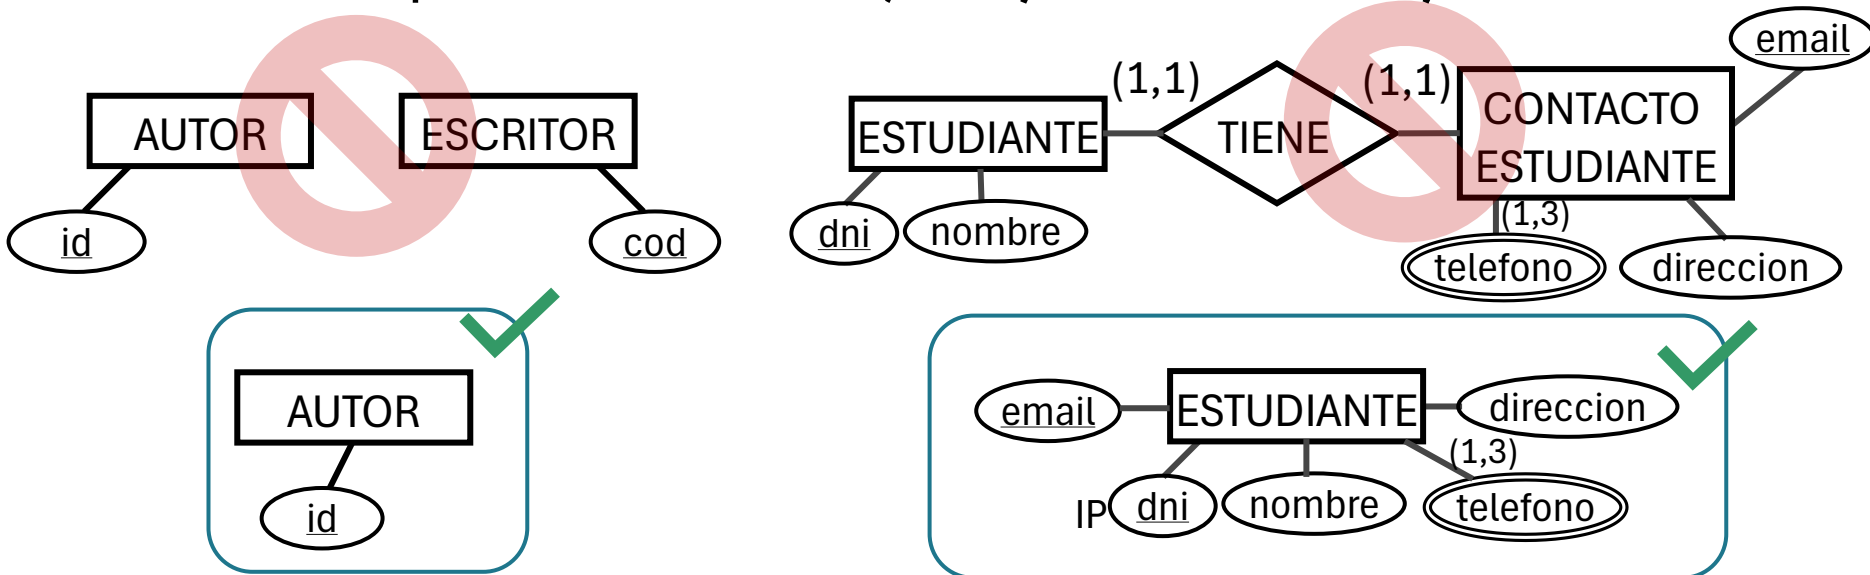 AUTOR
ESCRITOR
id
cod
(1,1)
(1,1)
ESTUDIANTE
TIENE
CONTACTO
ESTUDIANTE
email
dni
nombre
(1,3)
telefono
direccion
AUTOR
id
email
ESTUDIANTE
direccion
(1,3)
IP
dni
nombre
telefono